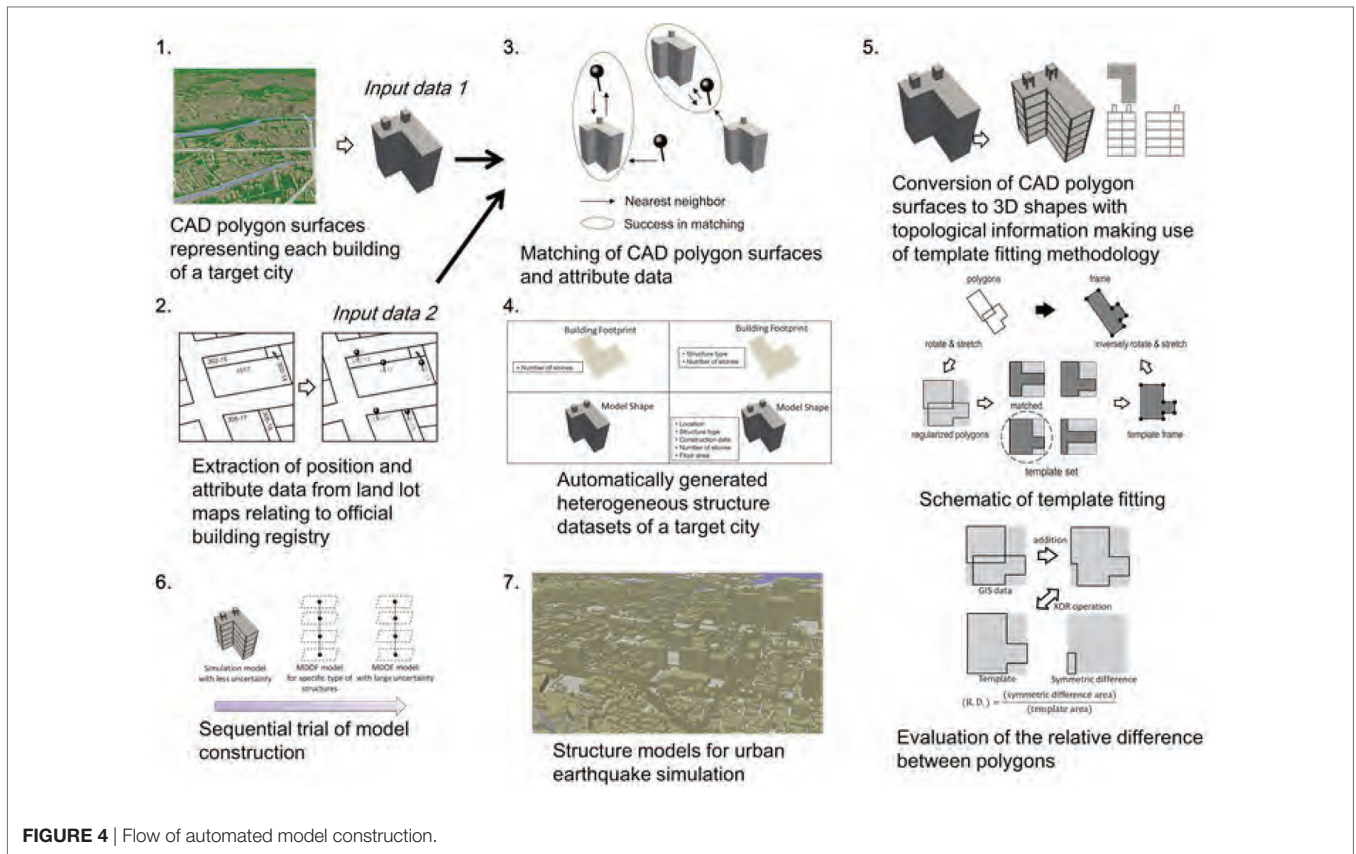 1.
Input data 1
CAD polygon surfaces
representing each building
of a target city
2.
Input data 2
202-15
1017
206-17
Extraction of position and
attribute data from land lot
maps relating to official
building registry
3.
Nearest neighbor
Success in matching
Matching of CAD polygon surfaces
and attribute data
4.
Building Footprint
• Number of stories
Building Footprint
• Structure type
• Number of stories
Model Shape
Model Shape
• Location
• Structure type
• Construction date
• Number of stories
• Floor area
Automatically generated
heterogeneous structure
datasets of a target city
5.
Conversion of CAD polygon
surfaces to 3D shapes with
topological information making use
of template fitting methodology
polygons
frame
rotate & stretch
inversely rotate & stretch
matched
regularized polygons
template frame
template set
Schematic of template fitting
addition
GIS data
XOR operation
Template
Symmetric difference
(R. D.) = (symmetric difference area)
(template area)
Evaluation of the relative difference
between polygons
6.
Simulation model
with less uncertainty
MDOF model
for specific type of
structures
MDOF model
with large uncertainty
Sequential trial of model
construction
7.
Structure models for urban
earthquake simulation
FIGURE 4 | Flow of automated model construction.